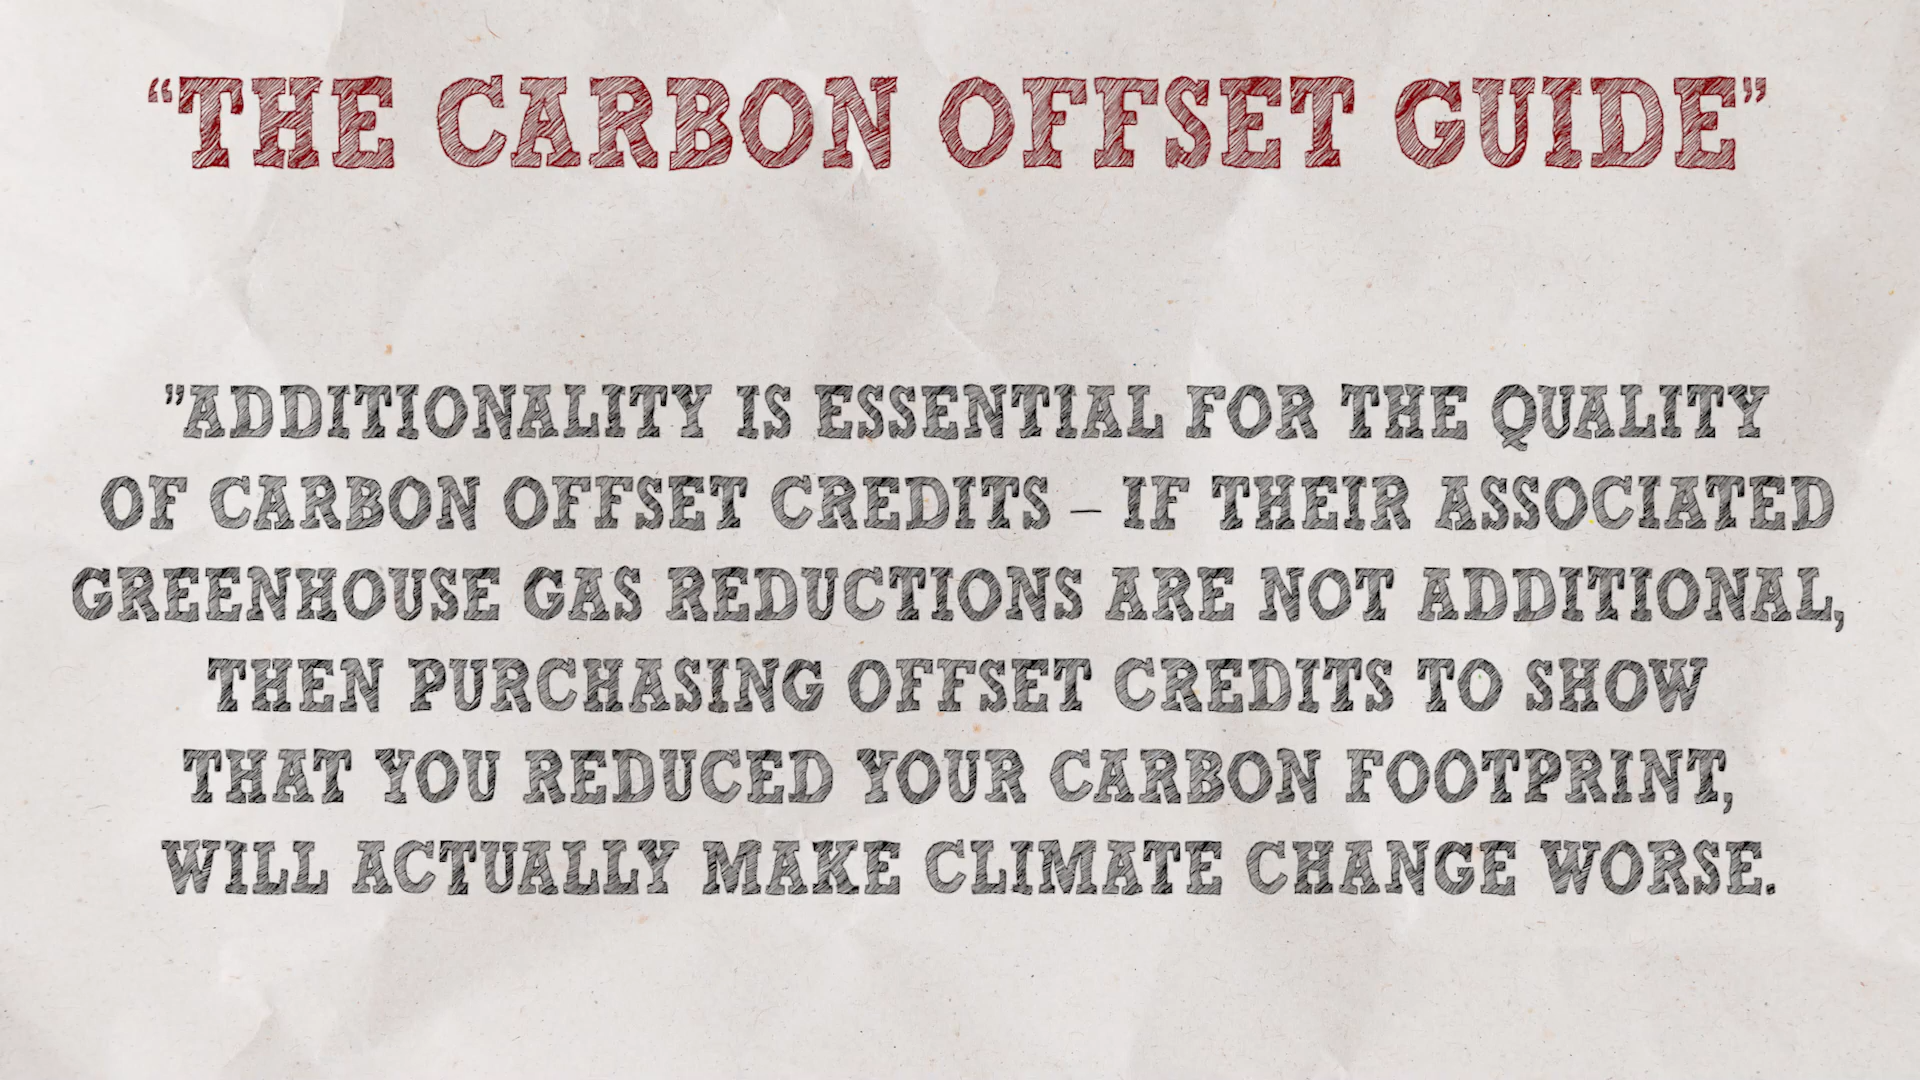 “THE CARBON OFFSET GUIDE”
”ADDITIONALITY IS ESSENTIAL FOR THE QUALITY
OF CARBON OFFSET CREDITS – IF THEIR ASSOCIATED
GREENHOUSE GAS REDUCTIONS ARE NOT ADDITIONAL,
THEN PURCHASING OFFSET CREDITS TO SHOW
THAT YOU REDUCED YOUR CARBON FOOTPRINT,
WILL ACTUALLY MAKE CLIMATE CHANGE WORSE.